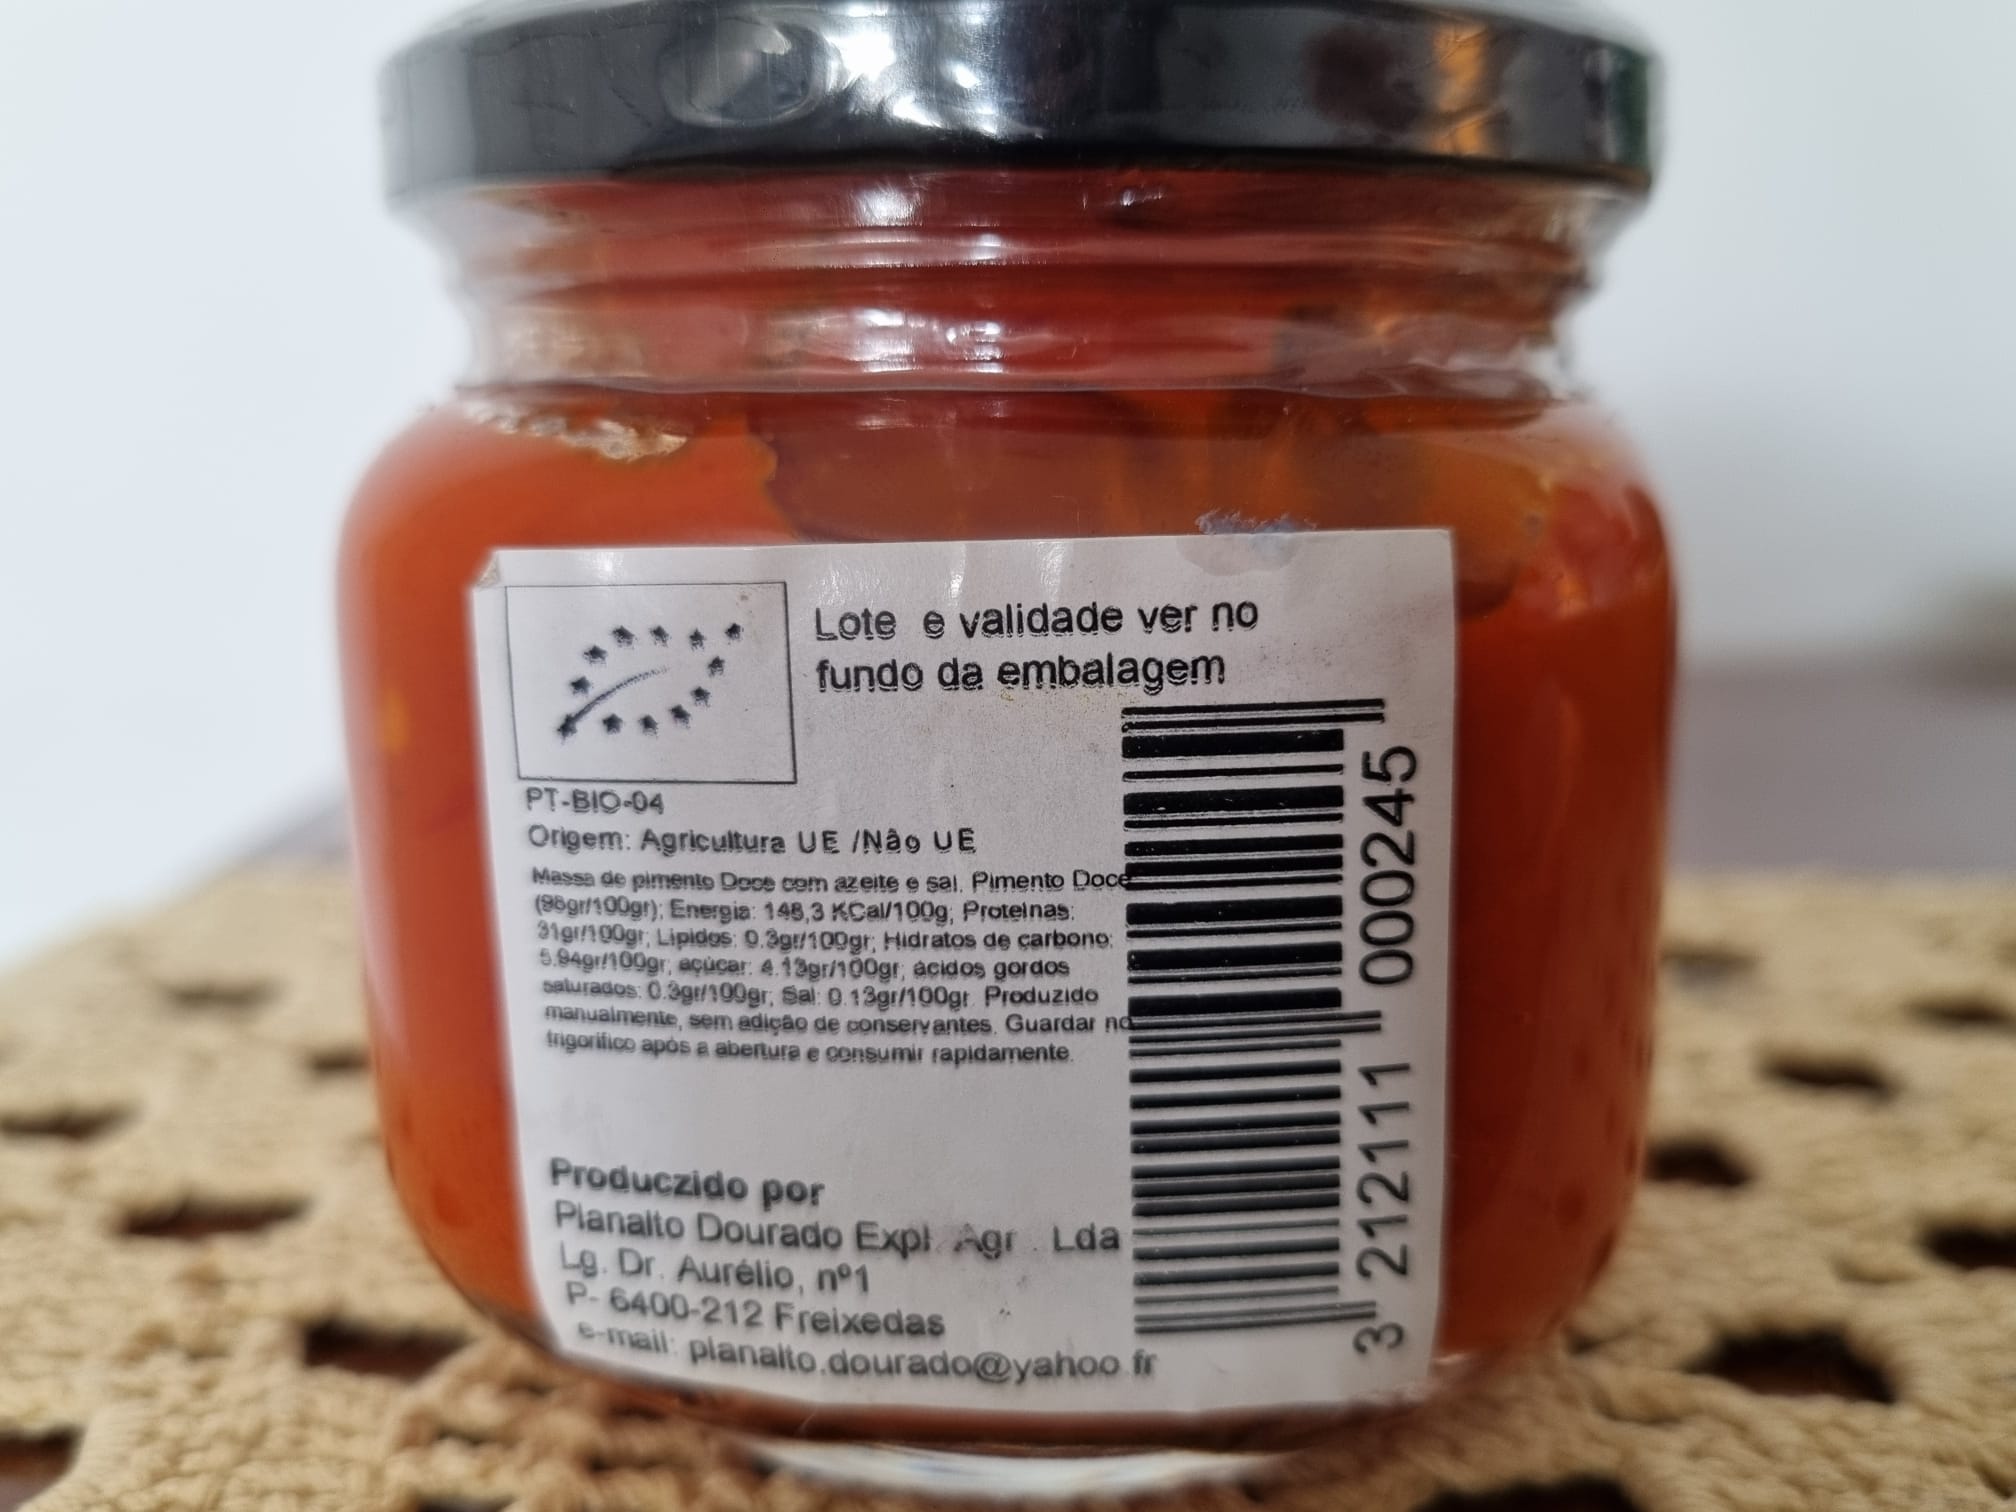 Lote e validade ver no
fundo da embalagem
PT-BIO-04
Origem: Agricultura UE /Não UE
Massa de pimento Doce com azeite e sal. Pimento Doce
(96gr/100gr); Energia: 148,3 KCal/100g; Proteinas:
31gr/100gr; Lipidos: 0.3gr/100gr; Hidratos de carbono:
5.94gr/100gr; açúcar: 4.13gr/100gr; ácidos gordos
saturados: 0.3gr/100gr; Sal: 0.13gr/100gr. Produzido
manualmente, sem adição de conservantes. Guardar no
frigorifico após a abertura e consumir rapidamente.
Produczido por
Planalto Dourado Expl. Agr. Lda
Lg. Dr. Aurélio, nº1
P- 6400-212 Freixedas
e-mail: planalto.dourado@yahoo.fr
3 212111 000245